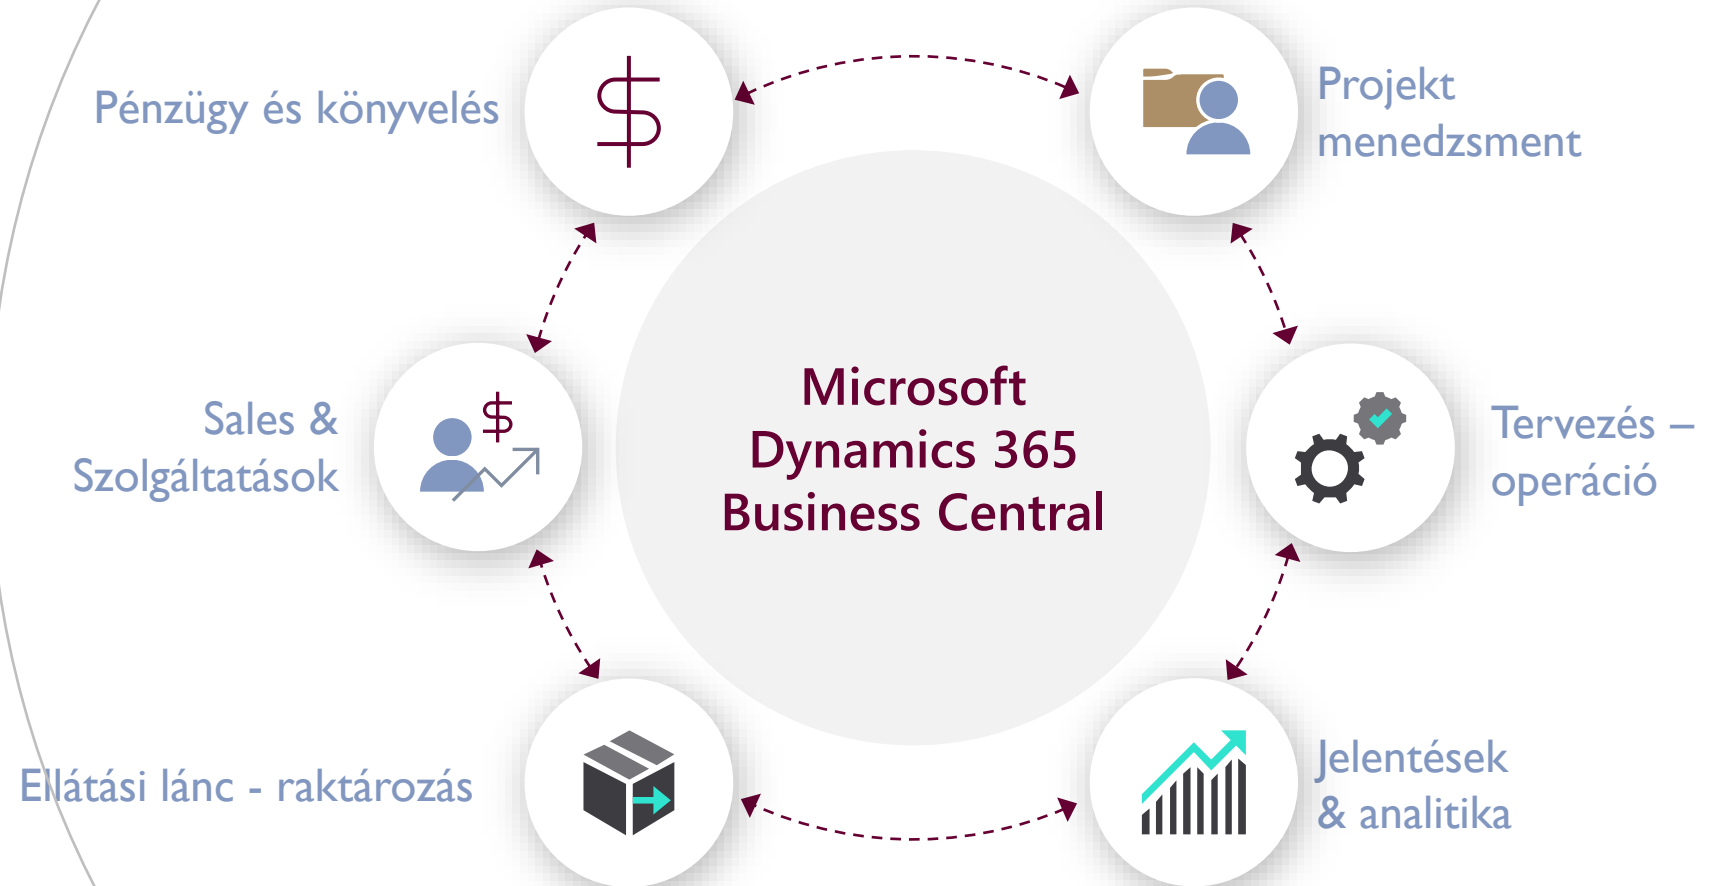 Pénzügy és könyvelés
Projekt
menedzsment
Sales &
Szolgáltatások
Microsoft
Dynamics 365
Business Central
Tervezés –
operáció
Ellátási lánc - raktározás
Jelentések
& analitika